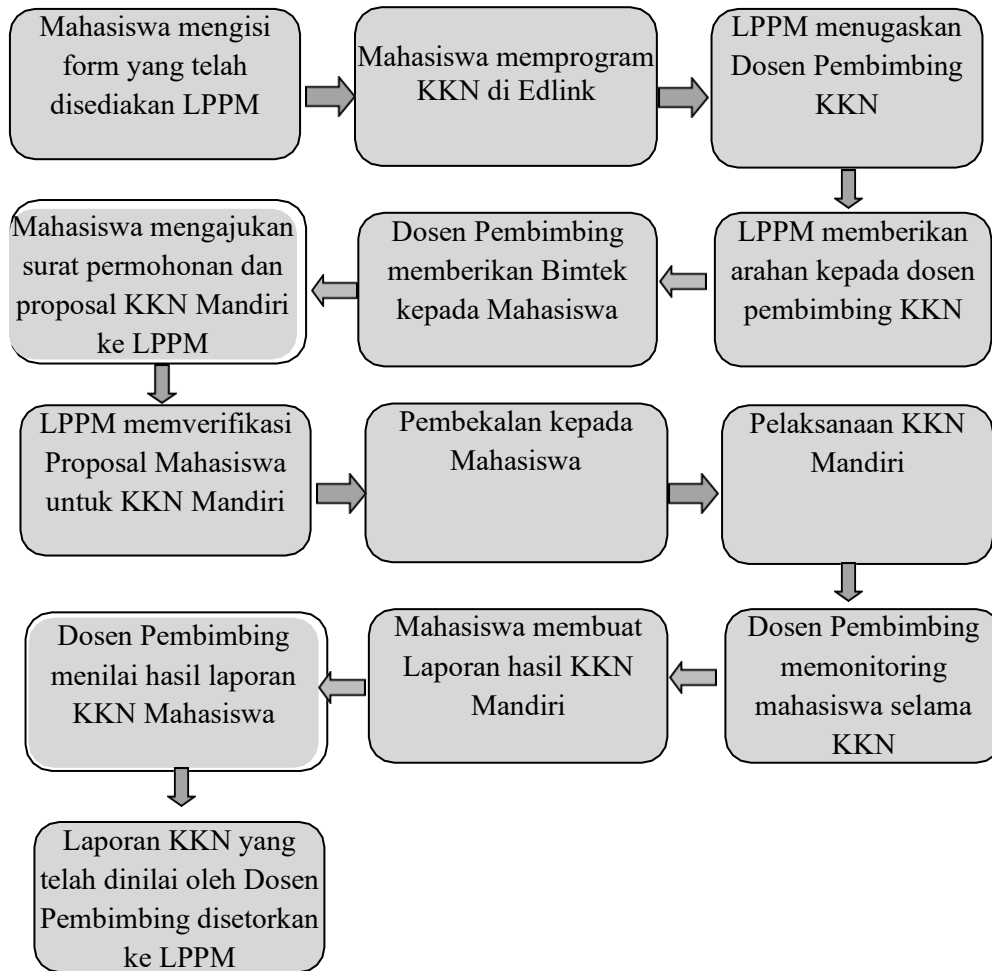 Mahasiswa mengisi
form yang telah
disediakan LPPM
Mahasiswa memprogram
KKN di Edlink
LPPM menugaskan
Dosen Pembimbing
KKN
LPPM memberikan
arahan kepada dosen
pembimbing KKN
Dosen Pembimbing
memberikan Bimtek
kepada Mahasiswa
Mahasiswa mengajukan
surat permohonan dan
proposal KKN Mandiri
ke LPPM
LPPM memverifikasi
Proposal Mahasiswa
untuk KKN Mandiri
Pembekalan kepada
Mahasiswa
Pelaksanaan KKN
Mandiri
Dosen Pembimbing
memonitoring
mahasiswa selama
KKN
Mahasiswa membuat
Laporan hasil KKN
Mandiri
Dosen Pembimbing
menilai hasil laporan
KKN Mahasiswa
Laporan KKN yang
telah dinilai oleh Dosen
Pembimbing disetorkan
ke LPPM